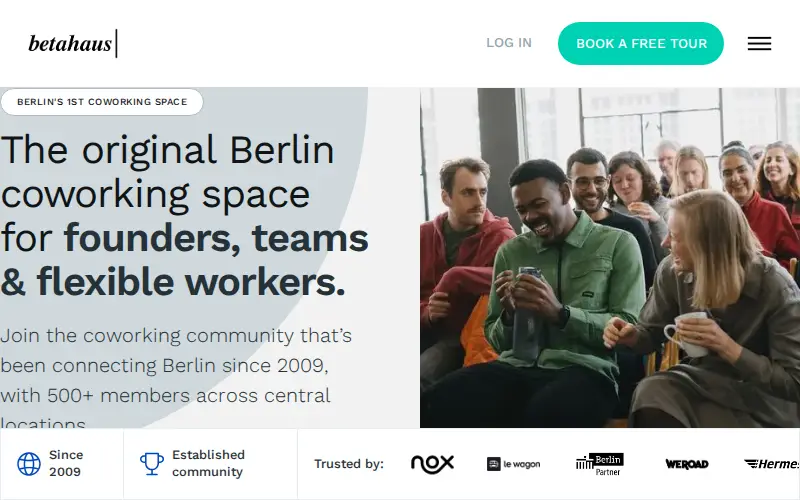 betahaus
LOG IN
BOOK A FREE TOUR
BERLIN'S 1ST COWORKING SPACE
The original Berlin
coworking space
for founders, teams
& flexible workers.
Join the coworking community that's
been connecting Berlin since 2009,
with 500+ members across central
locations.
Since
2009
Established
community
Trusted by:
nox
le wagon
Berlin
Partner
WEROAD
Hermes